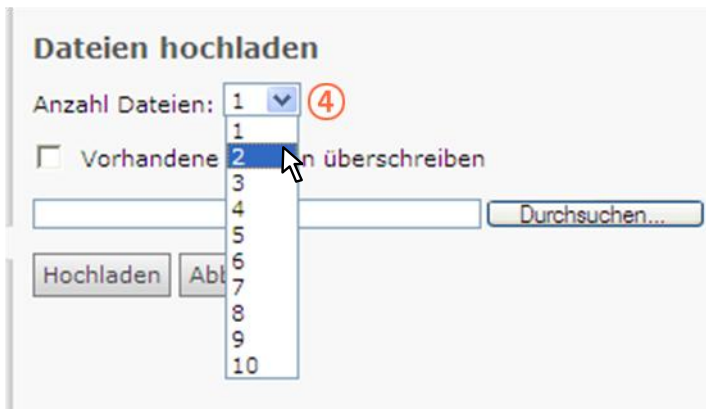 Dateien hochladen
Anzahl Dateien: 1 4
1
Vorhandene 2 n überschreiben
3
4 Durchsuchen...
5
Hochladen Ab 6
7
8
9
10